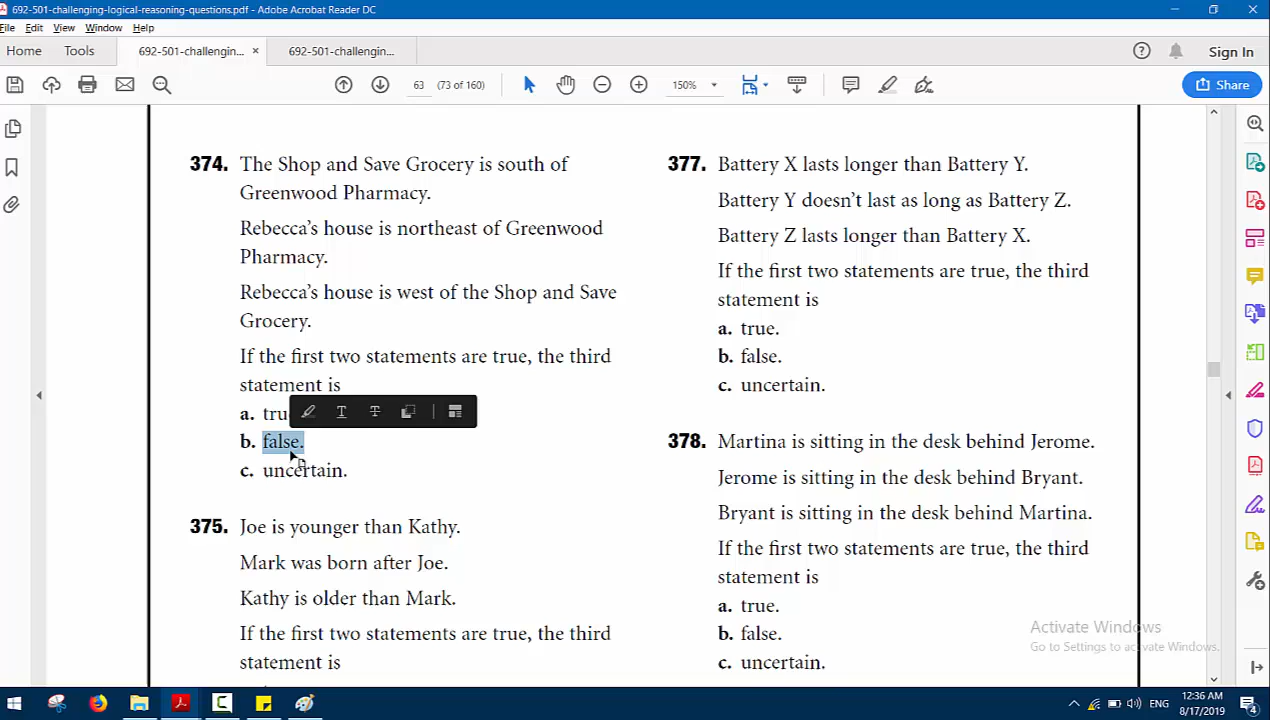 692-501-challenging-logical-reasoning-questions.pdf - Adobe Acrobat Reader DC
File Edit View Window Help
Home Tools 692-501-challengin... × 692-501-challengin... Sign In
63 (73 of 160) 150% Share
374. The Shop and Save Grocery is south of
Greenwood Pharmacy.
Rebecca’s house is northeast of Greenwood
Pharmacy.
Rebecca’s house is west of the Shop and Save
Grocery.
If the first two statements are true, the third
statement is
a. tru
b. false.
c. uncertain.
375. Joe is younger than Kathy.
Mark was born after Joe.
Kathy is older than Mark.
If the first two statements are true, the third
statement is
377. Battery X lasts longer than Battery Y.
Battery Y doesn’t last as long as Battery Z.
Battery Z lasts longer than Battery X.
If the first two statements are true, the third
statement is
a. true.
b. false.
c. uncertain.
378. Martina is sitting in the desk behind Jerome.
Jerome is sitting in the desk behind Bryant.
Bryant is sitting in the desk behind Martina.
If the first two statements are true, the third
statement is
a. true.
b. false.
c. uncertain.
Activate Windows
Go to Settings to activate Windows.
ENG
12:36 AM
8/17/2019
4